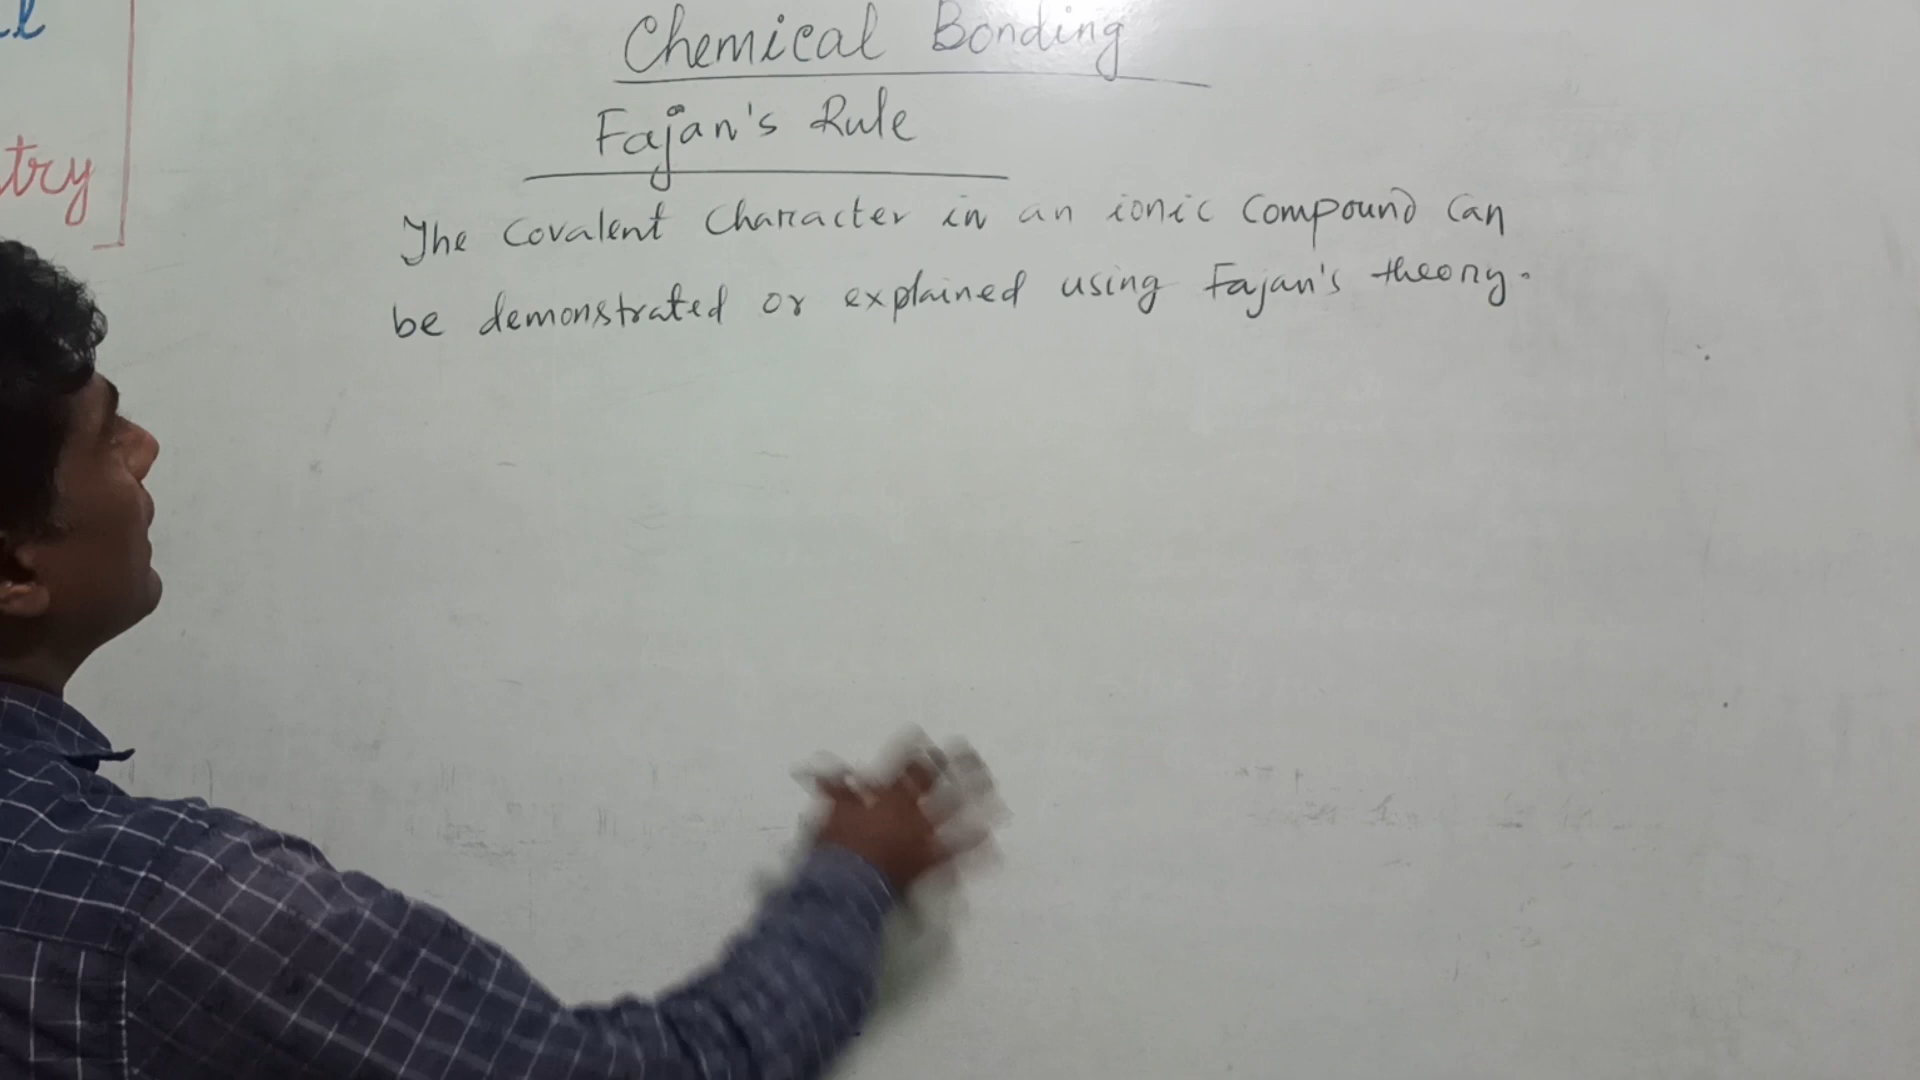 Chemical Bonding
Fajan's Rule
The Covalent Character in an ionic Compound Can
be demonstrated or explained using Fajan's theory.
try